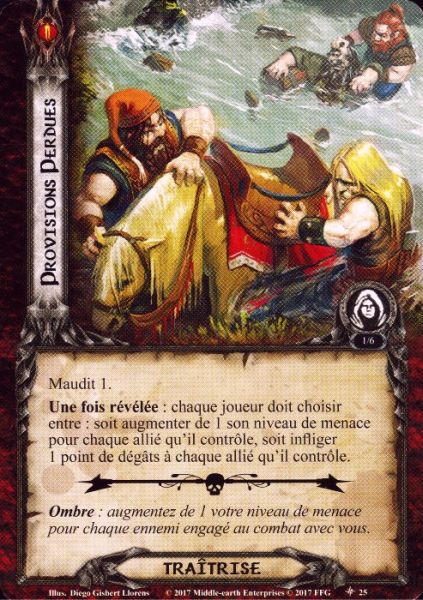 PROVISIONS PERDUES
1/6
Maudit 1.
Une fois révélée : chaque joueur doit choisir
entre : soit augmenter de 1 son niveau de menace
pour chaque allié qu'il contrôle, soit infliger
1 point de dégâts à chaque allié qu'il contrôle.
Ombre : augmentez de 1 votre niveau de menace
pour chaque ennemi engagé au combat avec vous.
TRAÎTRISE
Illus. Diego Gisbert Llorens © 2017 Middle-earth Enterprises © 2017 FFG 25